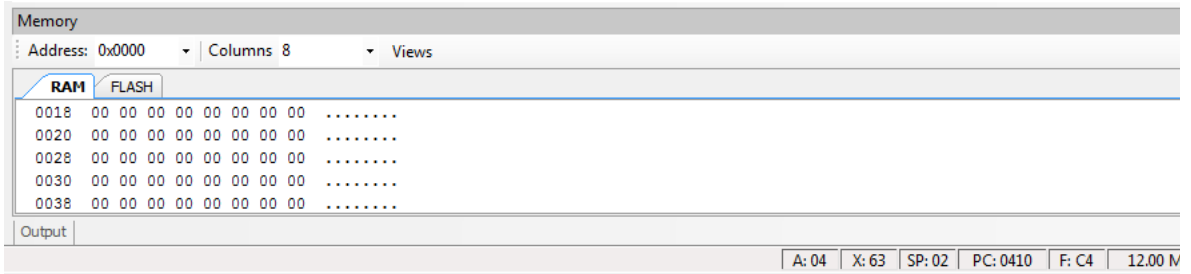 Memory
Address: 0x0000 Columns 8 Views
RAM FLASH
0018 00 00 00 00 00 00 00 00 ........
0020 00 00 00 00 00 00 00 00 ........
0028 00 00 00 00 00 00 00 00 ........
0030 00 00 00 00 00 00 00 00 ........
0038 00 00 00 00 00 00 00 00 ........
Output
A: 04 X: 63 SP: 02 PC: 0410 F: C4 12.00 M